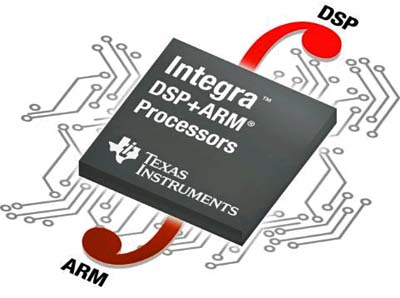 DSP
Integra™
DSP+ARM®
Processors
TEXAS
INSTRUMENTS
ARM